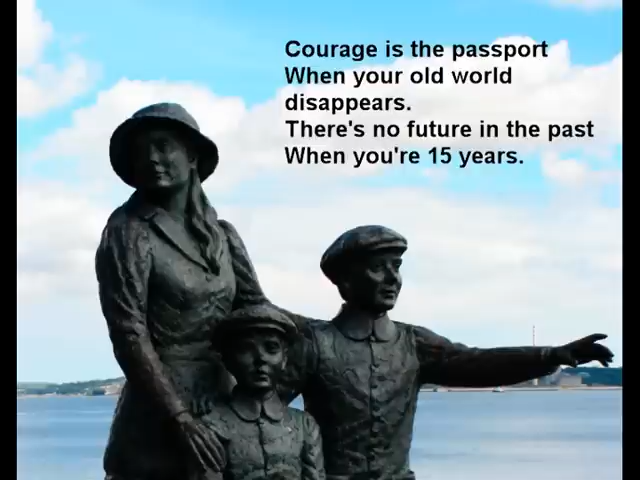 Courage is the passport
When your old world
disappears.
There's no future in the past
When you're 15 years.